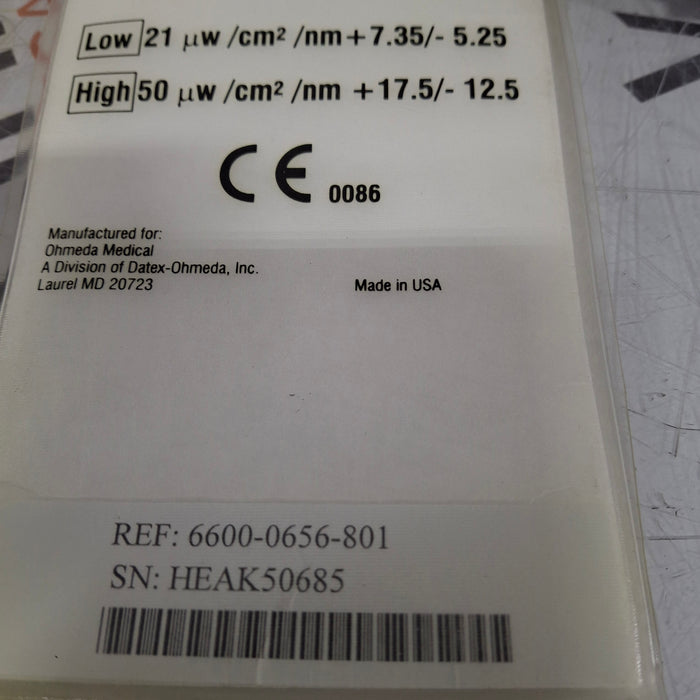 Low 21 µw /cm² /nm +7.35/- 5.25
High 50 µw /cm² /nm +17.5/- 12.5
CE 0086
Manufactured for:
Ohmeda Medical
A Division of Datex-Ohmeda, Inc.
Laurel MD 20723
Made in USA
REF: 6600-0656-801
SN: HEAK50685